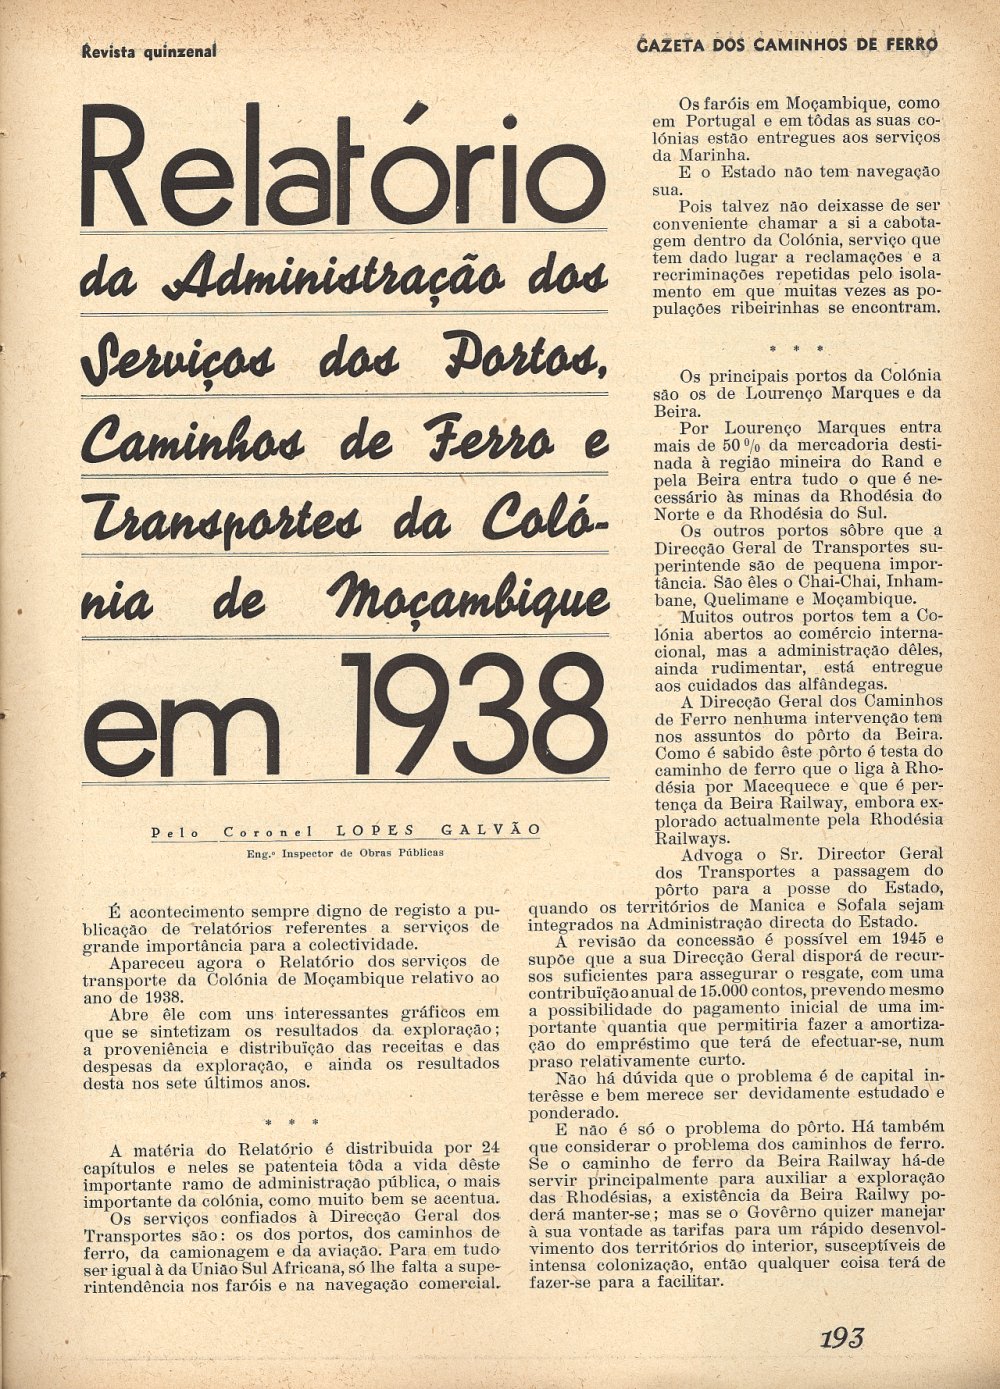 Revista quinzenal
GAZETA DOS CAMINHOS DE FERRO
Relatório
da Administração dos
Serviços dos Portos,
Caminhos de Ferro e
Transportes da Coló-
nia de Moçambique
em 1938
Pelo Coronel LOPES GALVÃO
Eng.º Inspector de Obras Públicas
É acontecimento sempre digno de registo a pu-
blicação de relatórios referentes a serviços de
grande importância para a colectividade.
Apareceu agora o Relatório dos serviços de
transporte da Colónia de Moçambique relativo ao
ano de 1938.
Abre êle com uns interessantes gráficos em
que se sintetizam os resultados da exploração;
a proveniência e distribuïção das receitas e das
despesas da exploração, e ainda os resultados
desta nos sete últimos anos.
* * *
A matéria do Relatório é distribuida por 24
capítulos e neles se patenteia tôda a vida dêste
importante ramo de administração pública, o mais
importante da colónia, como muito bem se acentua.
Os serviços confiados à Direcção Geral dos
Transportes são: os dos portos, dos caminhos de
ferro, da camionagem e da aviação. Para em tudo
ser igual à da União Sul Africana, só lhe falta a supe-
rintendência nos faróis e na navegação comercial.
Os faróis em Moçambique, como
em Portugal e em tôdas as suas co-
lónias estão entregues aos serviços
da Marinha.
E o Estado não tem navegação
sua.
Pois talvez não deixasse de ser
conveniente chamar a si a cabota-
gem dentro da Colónia, serviço que
tem dado lugar a reclamações e a
recriminações repetidas pelo isola-
mento em que muitas vezes as po-
pulações ribeirinhas se encontram.
* * *
Os principais portos da Colónia
são os de Lourenço Marques e da
Beira.
Por Lourenço Marques entra
mais de 50% da mercadoria desti-
nada à região mineira do Rand e
pela Beira entra tudo o que é ne-
cessário às minas da Rhodésia do
Norte e da Rhodésia do Sul.
Os outros portos sôbre que a
Direcção Geral de Transportes su-
perintende são de pequena impor-
tância. São êles o Chai-Chai, Inham-
bane, Quelimane e Moçambique.
Muitos outros portos tem a Co-
lónia abertos ao comércio interna-
cional, mas a administração dêles,
ainda rudimentar, está entregue
aos cuidados das alfândegas.
A Direcção Geral dos Caminhos
de Ferro nenhuma intervenção tem
nos assuntos do pôrto da Beira.
Como é sabido êste pôrto é testa do
caminho de ferro que o liga à Rho-
désia por Macequece e que é per-
tença da Beira Railway, embora ex-
plorado actualmente pela Rhodésia
Railways.
Advoga o Sr. Director Geral
dos Transportes a passagem do
pôrto para a posse do Estado,
quando os territórios de Manica e Sofala sejam
integrados na Administração directa do Estado.
A revisão da concessão é possível em 1945 e
supõe que a sua Direcção Geral disporá de recur-
sos suficientes para assegurar o resgate, com uma
contribuïção anual de 15.000 contos, prevendo mesmo
a possibilidade do pagamento inicial de uma im-
portante quantia que permitiria fazer a amortiza-
ção do empréstimo que terá de efectuar-se, num
praso relativamente curto.
Não há dúvida que o problema é de capital in-
terêsse e bem merece ser devidamente estudado e
ponderado.
E não é só o problema do pôrto. Há também
que considerar o problema dos caminhos de ferro.
Se o caminho de ferro da Beira Railway há-de
servir principalmente para auxiliar a exploração
das Rhodésias, a existência da Beira Railwy po-
derá manter-se; mas se o Govêrno quizer manejar
à sua vontade as tarifas para um rápido desenvol-
vimento dos territórios do interior, susceptíveis de
intensa colonização, então qualquer coisa terá de
fazer-se para a facilitar.
193